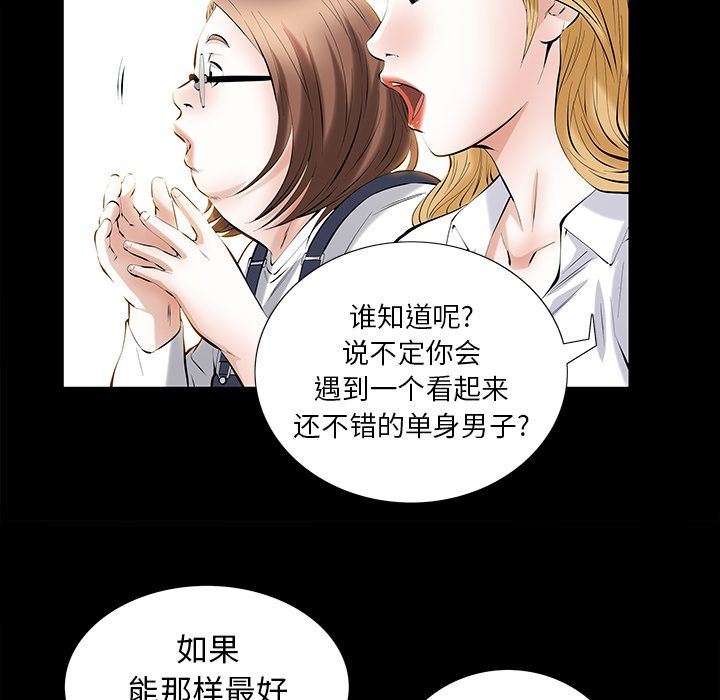 谁知道呢?
说不定你会
遇到一个看起来
还不错的单身男子?
如果
能那样最好